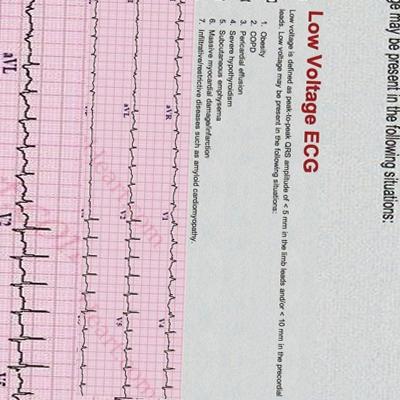 ge may be present in the following situations:
Low Voltage ECG
Low voltage is defined as peak-to-peak QRS amplitude of < 5 mm in the limb leads and/or < 10 mm in the precordial
leads. Low voltage may be present in the following situations:
1. Obesity
2. COPD
3. Pericardial effusion
4. Severe hypothyroidism
5. Subcutaneous emphysema
6. Massive myocardial damage/infarction
7. Infiltrative/restrictive diseases such as amyloid cardiomyopathy.
aVR
V1
V4
aVL
V2
V5
aVL
V2